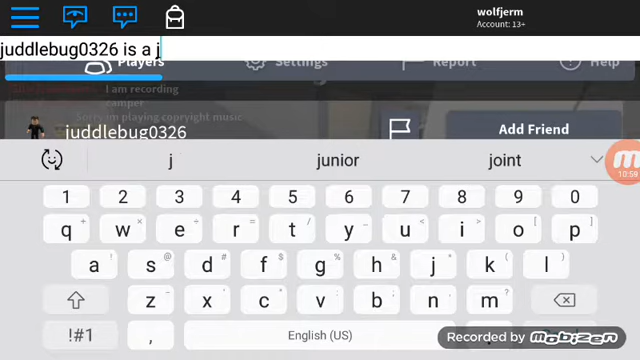 wolfjerm
Account: 13+
juddlebug0326 is a j
Players
Settings
Report
Help
I am recording
camper
Sorry im playing copyright music
juddlebug0326
Add Friend
j
junior
joint
10:59
1 2 3 4 5 6 7 8 9 0
q w e r t y u i o p
a s d f g h j k l
z x c v b n m
!#1 , English (US)
Recorded by mobizen